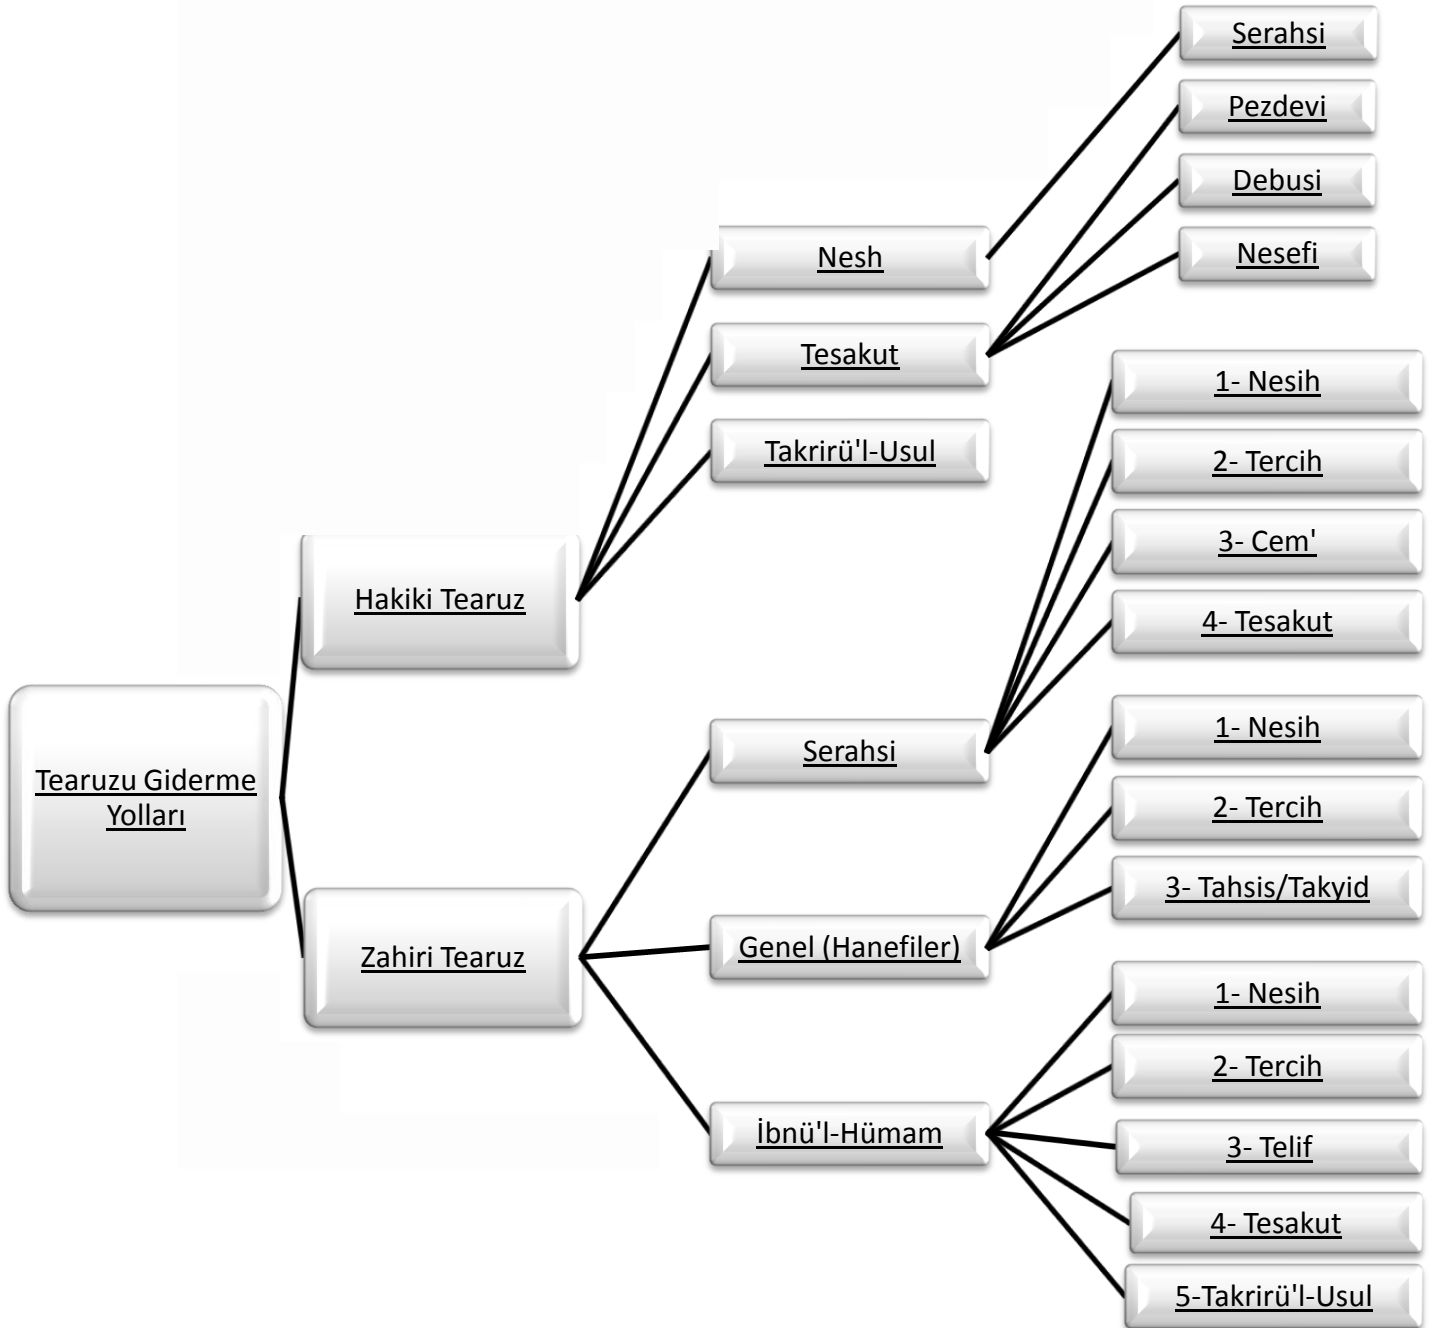 Tearuzu Giderme
Yolları
Hakiki Tearuz
Nesh
Serahsi
Tesakut
Pezdevi
Debusi
Nesefi
Takrirü'l-Usul
Zahiri Tearuz
Serahsi
1- Nesih
2- Tercih
3- Cem'
4- Tesakut
Genel (Hanefiler)
1- Nesih
2- Tercih
3- Tahsis/Takyid
İbnü'l-Hümam
1- Nesih
2- Tercih
3- Telif
4- Tesakut
5-Takrirü'l-Usul